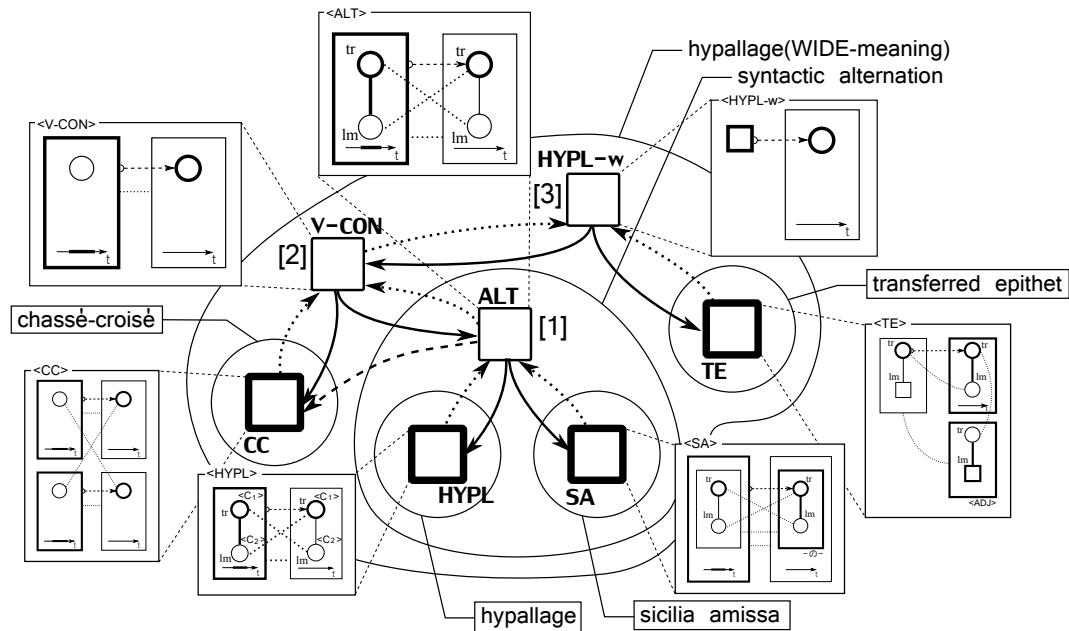 <ALT>
tr
tr
lm
lm
t
t
hypallage(WIDE-meaning)
syntactic alternation
<HYPL-w>
t
<V-CON>
t
t
HYPL-w
[3]
V-CON
[2]
ALT
[1]
transferred epithet
chassé-croisé
TE
<TE>
tr
tr
lm
lm
t
tr
lm
<ADJ>
<CC>
t
t
t
t
CC
HYPL
SA
<HYPL>
<C₁>
<C₁>
tr
tr
<C₂>
<C₂>
lm
lm
t
t
<SA>
tr
tr
lm
lm
-の-
t
t
hypallage
sicilia amissa